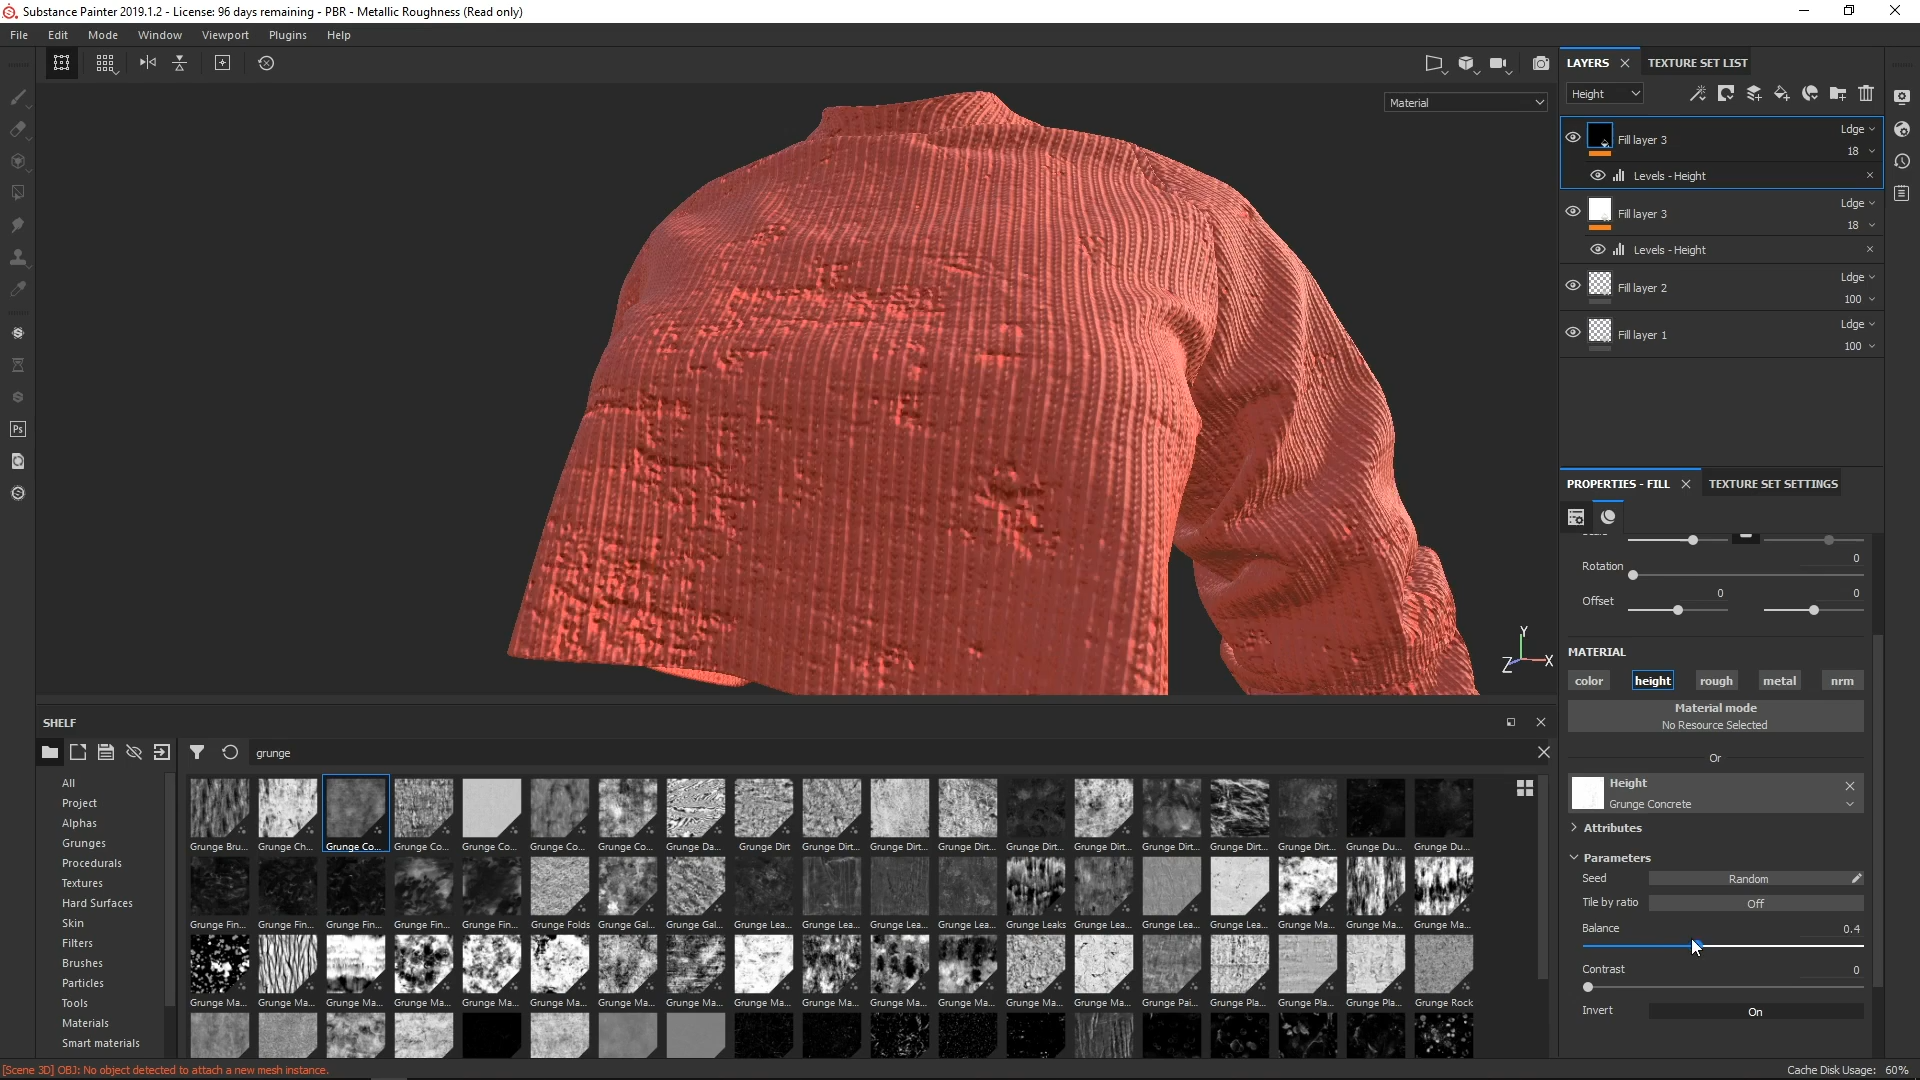 Substance Painter 2019.1.2 - License: 96 days remaining - PBR - Metallic Roughness (Read only)
File Edit Mode Window Viewport Plugins Help
Material
LAYERS TEXTURE SET LIST
Height
Fill layer 3 Ldge
18
Levels - Height
Fill layer 3 Ldge
18
Levels - Height
Fill layer 2 Ldge
100
Fill layer 1 Ldge
100
PROPERTIES - FILL TEXTURE SET SETTINGS
Rotation 0
Offset 0 0
MATERIAL
color height rough metal nrm
Material mode
No Resource Selected
Or
Height
Grunge Concrete
Attributes
Parameters
Seed Random
Tile by ratio Off
Balance 0.4
Contrast 0
Invert On
Y
Z X
SHELF
Ps
grunge
All
Project
Alphas
Grunges
Procedurals
Textures
Hard Surfaces
Skin
Filters
Brushes
Particles
Tools
Materials
Smart materials
Grunge Bru... Grunge Ch... Grunge Co... Grunge Co... Grunge Co... Grunge Co... Grunge Co... Grunge Da... Grunge Dirt Grunge Dirt... Grunge Dirt... Grunge Dirt... Grunge Dirt... Grunge Dirt... Grunge Dirt... Grunge Dirt... Grunge Dirt... Grunge Du... Grunge Du...
Grunge Fin... Grunge Fin... Grunge Fin... Grunge Fin... Grunge Fin... Grunge Folds Grunge Gal... Grunge Gal... Grunge Lea... Grunge Lea... Grunge Lea... Grunge Lea... Grunge Leaks Grunge Lea... Grunge Lea... Grunge Lea... Grunge Ma... Grunge Ma... Grunge Ma...
Grunge Ma... Grunge Ma... Grunge Ma... Grunge Ma... Grunge Ma... Grunge Ma... Grunge Ma... Grunge Ma... Grunge Ma... Grunge Ma... Grunge Ma... Grunge Ma... Grunge Ma... Grunge Ma... Grunge Pai... Grunge Pla... Grunge Pla... Grunge Pla... Grunge Rock
[Scene 3D] OBJ: No object detected to attach a new mesh instance.
Cache Disk Usage: 60%